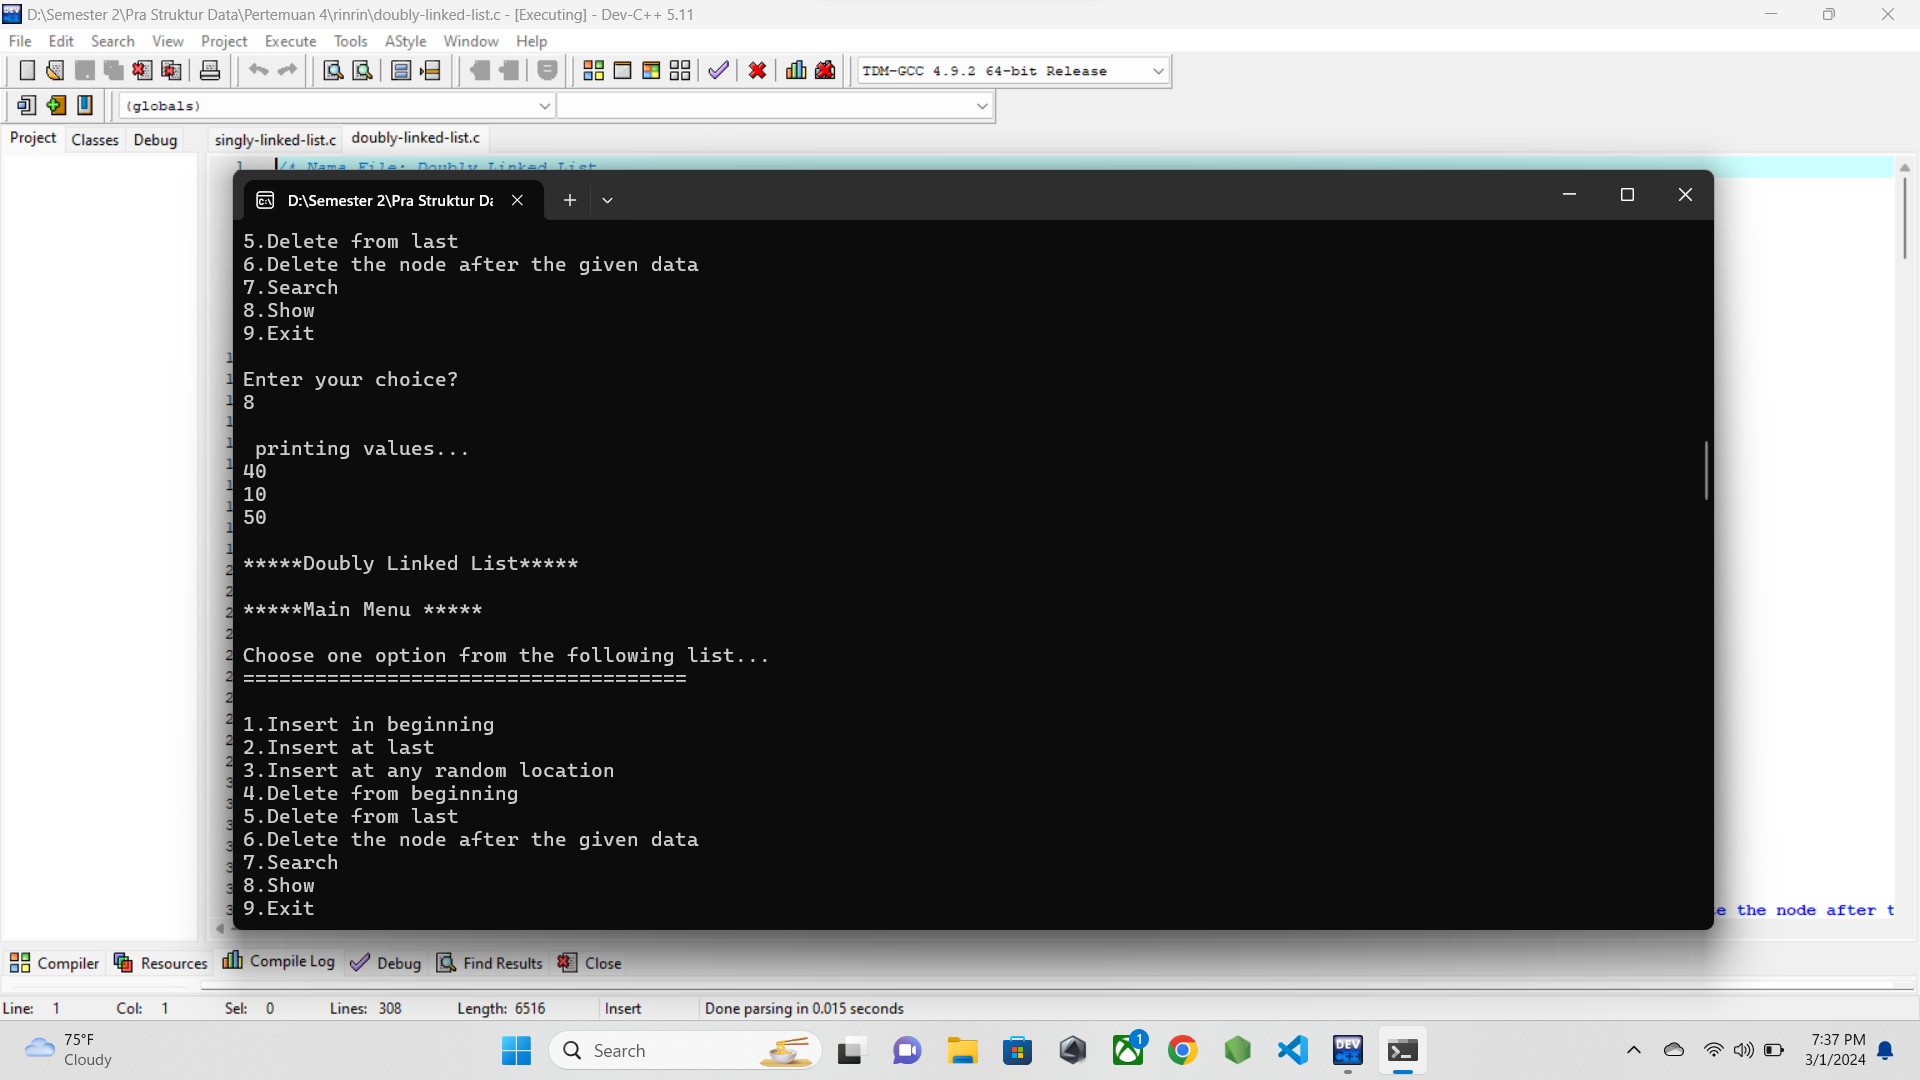 D:\Semester 2\Pra Struktur Data\Pertemuan 4\rinrin\doubly-linked-list.c - [Executing] - Dev-C++ 5.11
File Edit Search View Project Execute Tools AStyle Window Help
TDM-GCC 4.9.2 64-bit Release
(globals)
Project Classes Debug singly-linked-list.c doubly-linked-list.c
1 /* Nama File: Doubly Linked List
D:\Semester 2\Pra Struktur Da
5.Delete from last
6.Delete the node after the given data
7.Search
8.Show
9.Exit
Enter your choice?
8
printing values...
40
10
50
*****Doubly Linked List*****
*****Main Menu *****
Choose one option from the following list...
=====================================
1.Insert in beginning
2.Insert at last
3.Insert at any random location
4.Delete from beginning
5.Delete from last
6.Delete the node after the given data
7.Search
8.Show
9.Exit
e the node after t
Compiler Resources Compile Log Debug Find Results Close
Line: 1 Col: 1 Sel: 0 Lines: 308 Length: 6516 Insert Done parsing in 0.015 seconds
75°F
Cloudy
Search
DEV
C++
1
7:37 PM
3/1/2024